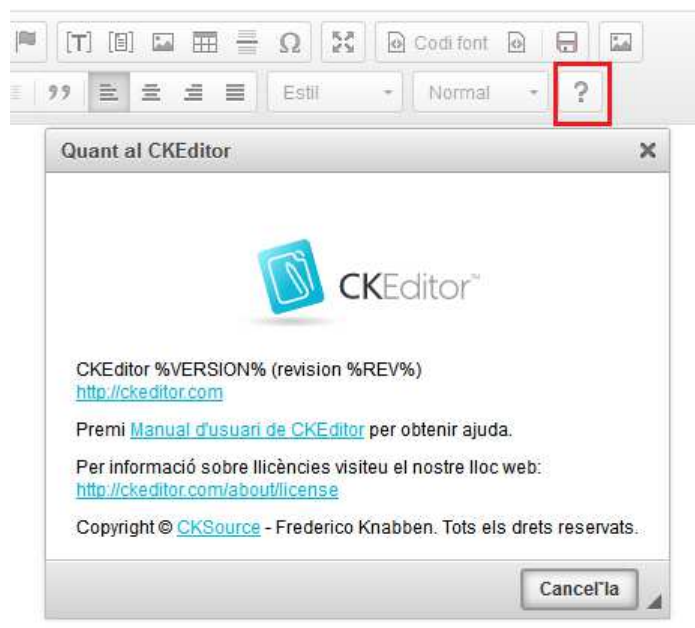 [T] Ω Codi font
99 Estil Normal ?
Quant al CKEditor
CKEditor™
CKEditor %VERSION% (revision %REV%)
http://ckeditor.com
Premi Manual d'usuari de CKEditor per obtenir ajuda.
Per informació sobre llicències visiteu el nostre lloc web:
http://ckeditor.com/about/license
Copyright © CKSource - Frederico Knabben. Tots els drets reservats.
Canceŀla